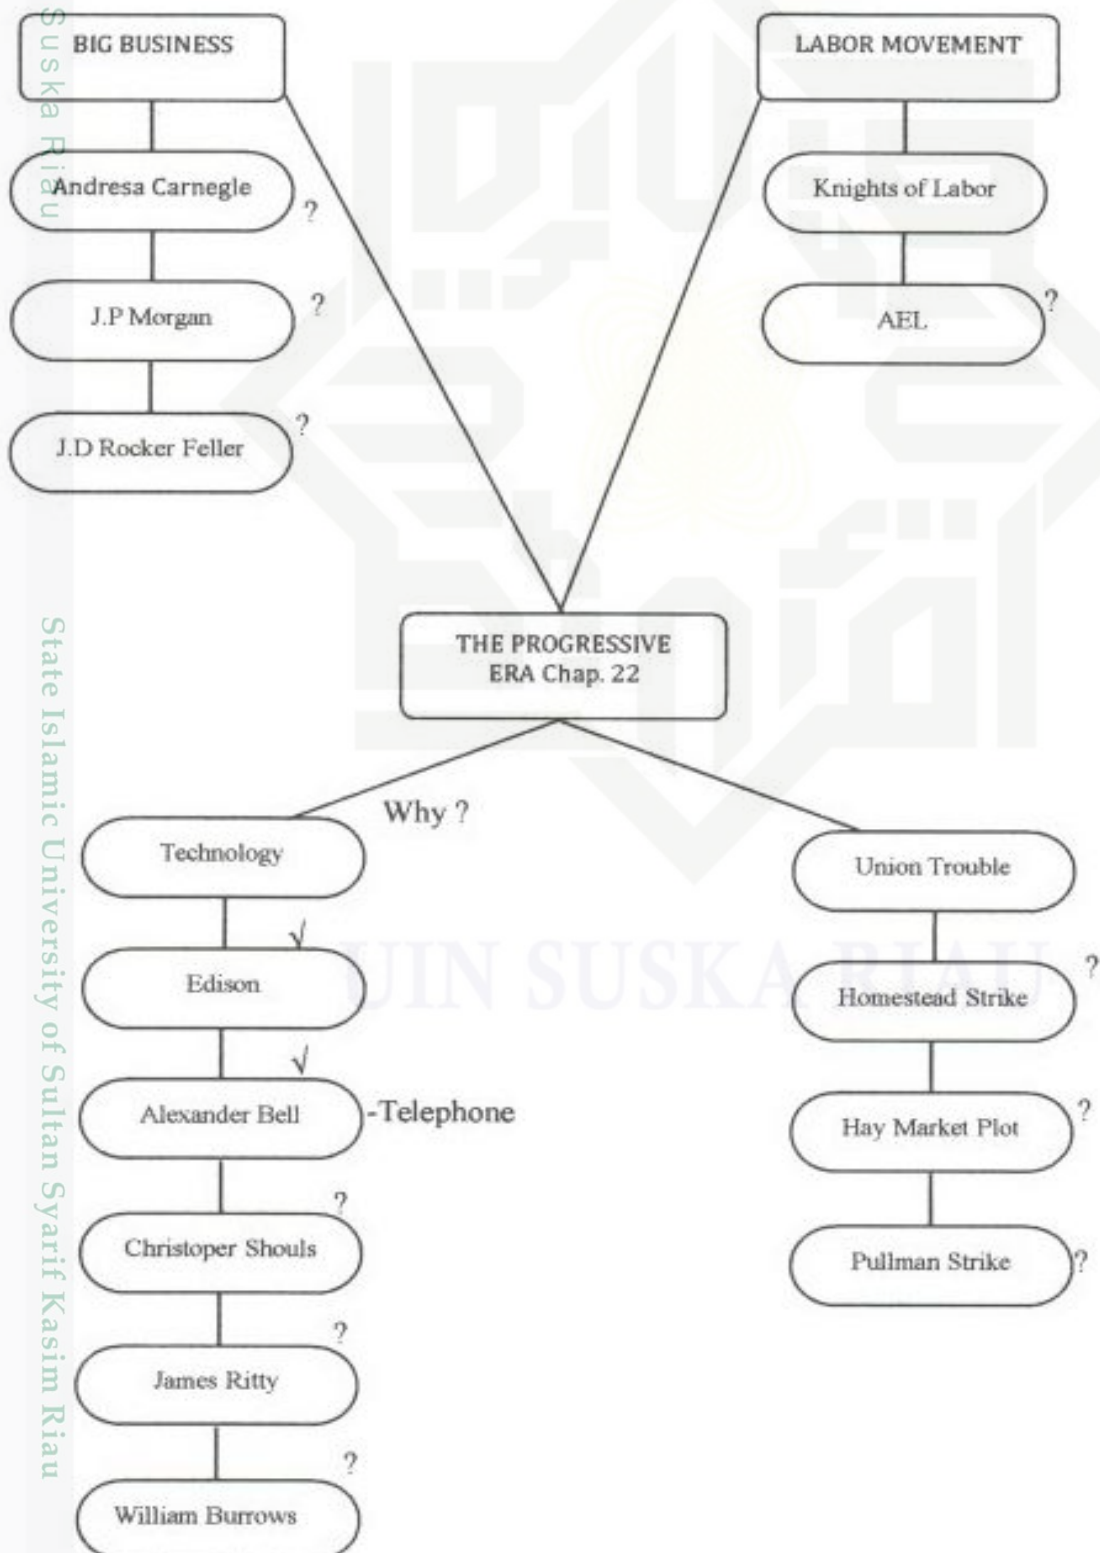 BIG BUSINESS
Andresa Carnegle
?
J.P Morgan
?
J.D Rocker Feller
?
LABOR MOVEMENT
Knights of Labor
AEL
?
THE PROGRESSIVE
ERA Chap. 22
Why ?
Technology
√
Edison
√
Alexander Bell
-Telephone
?
Christoper Shouls
?
James Ritty
?
William Burrows
Union Trouble
?
Homestead Strike
?
Hay Market Plot
?
Pullman Strike
UIN SUSKA RIAU
Suska Riau
State Islamic University of Sultan Syarif Kasim Riau